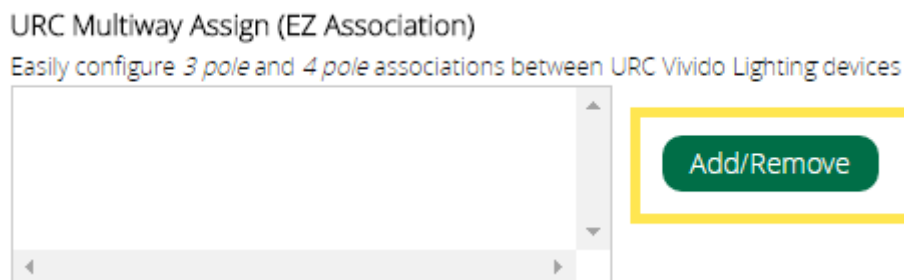 URC Multiway Assign (EZ Association)
Easily configure 3 pole and 4 pole associations between URC Vivido Lighting devices
Add/Remove